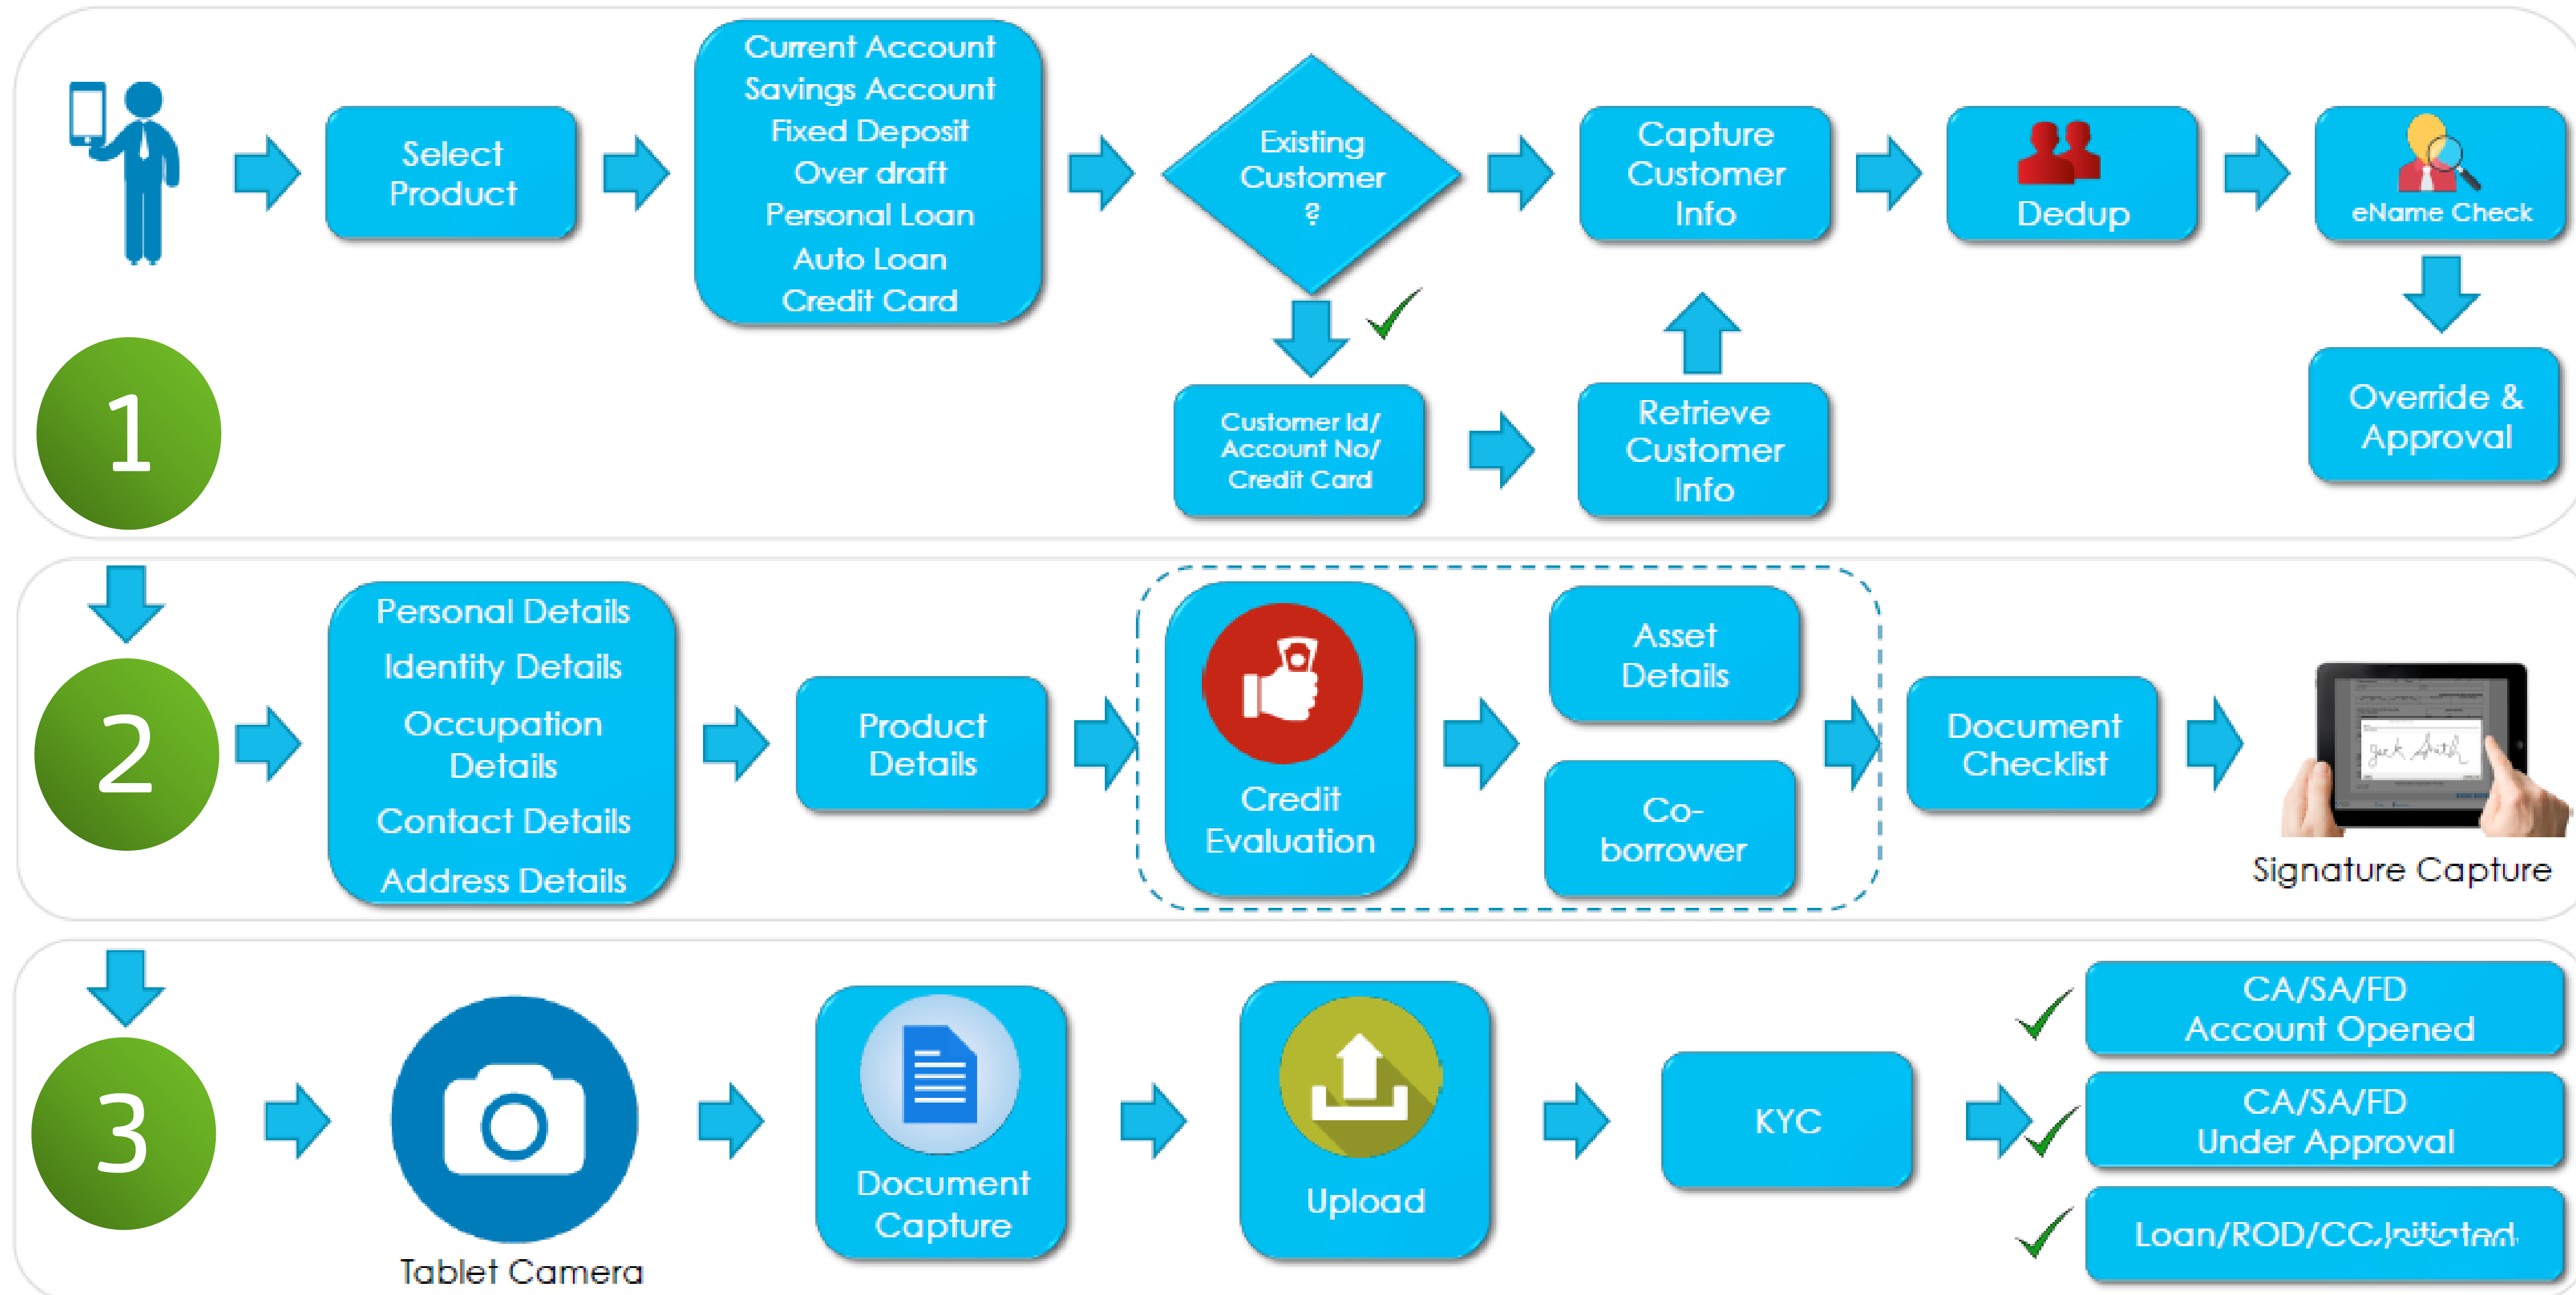 Select
Product
Current Account
Savings Account
Fixed Deposit
Over draft
Personal Loan
Auto Loan
Credit Card
Existing
Customer
?
Capture
Customer
Info
Dedup
eName Check
Customer Id/
Account No/
Credit Card
Retrieve
Customer
Info
Override &
Approval
1
2
Personal Details
Identity Details
Occupation
Details
Contact Details
Address Details
Product
Details
Credit
Evaluation
Asset
Details
Co-
borrower
Document
Checklist
Jack Smith
Signature Capture
3
Tablet Camera
Document
Capture
Upload
KYC
CA/SA/FD
Account Opened
CA/SA/FD
Under Approval
Loan/ROD/CC Initiated